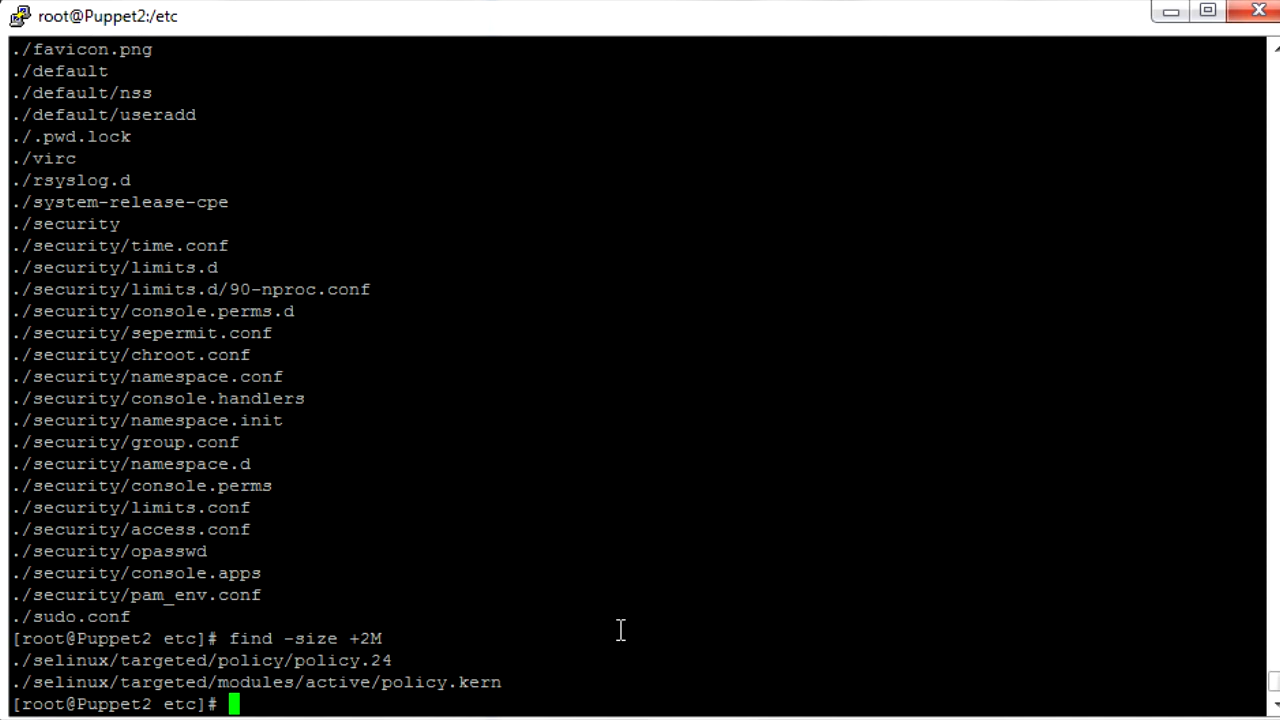 root@Puppet2:/etc
./favicon.png
./default
./default/nss
./default/useradd
./.pwd.lock
./virc
./rsyslog.d
./system-release-cpe
./security
./security/time.conf
./security/limits.d
./security/limits.d/90-nproc.conf
./security/console.perms.d
./security/sepermit.conf
./security/chroot.conf
./security/namespace.conf
./security/console.handlers
./security/namespace.init
./security/group.conf
./security/namespace.d
./security/console.perms
./security/limits.conf
./security/access.conf
./security/opasswd
./security/console.apps
./security/pam_env.conf
./sudo.conf
[root@Puppet2 etc]# find -size +2M
./selinux/targeted/policy/policy.24
./selinux/targeted/modules/active/policy.kern
[root@Puppet2 etc]#